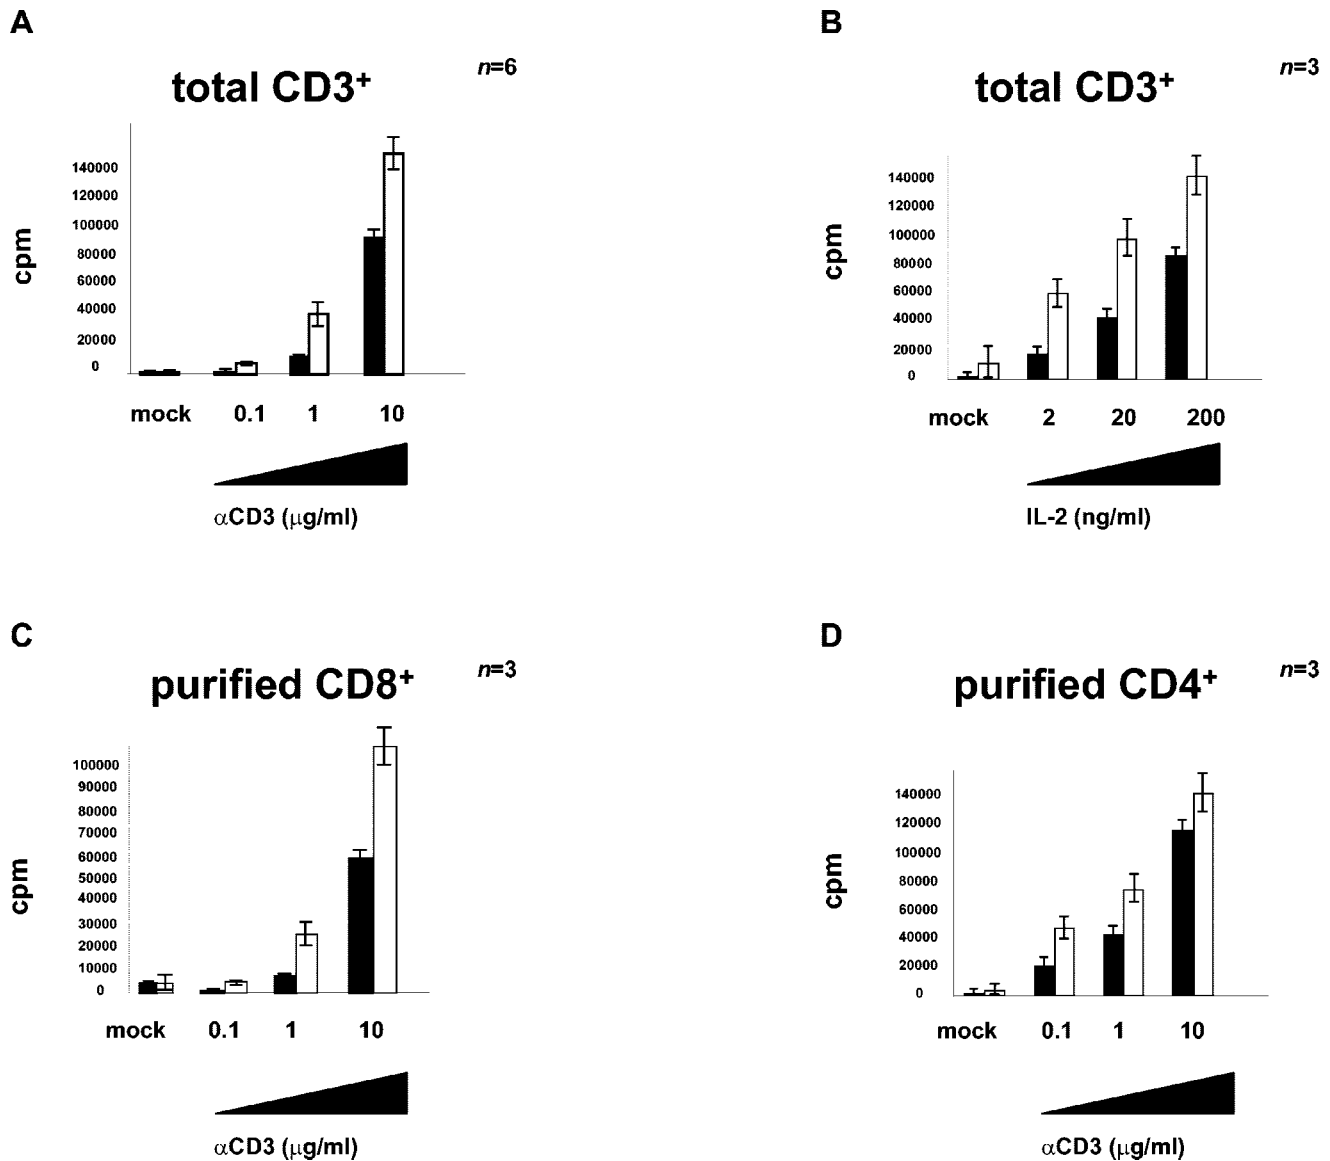 A
n=6
total CD3+
cpm
140000
120000
100000
80000
60000
40000
20000
0
mock 0.1 1 10
αCD3 (μg/ml)
B
n=3
total CD3+
cpm
140000
120000
100000
80000
60000
40000
20000
0
mock 2 20 200
IL-2 (ng/ml)
C
n=3
purified CD8+
cpm
100000
90000
80000
70000
60000
50000
40000
30000
20000
10000
0
mock 0.1 1 10
αCD3 (μg/ml)
D
n=3
purified CD4+
cpm
140000
120000
100000
80000
60000
40000
20000
0
mock 0.1 1 10
αCD3 (μg/ml)